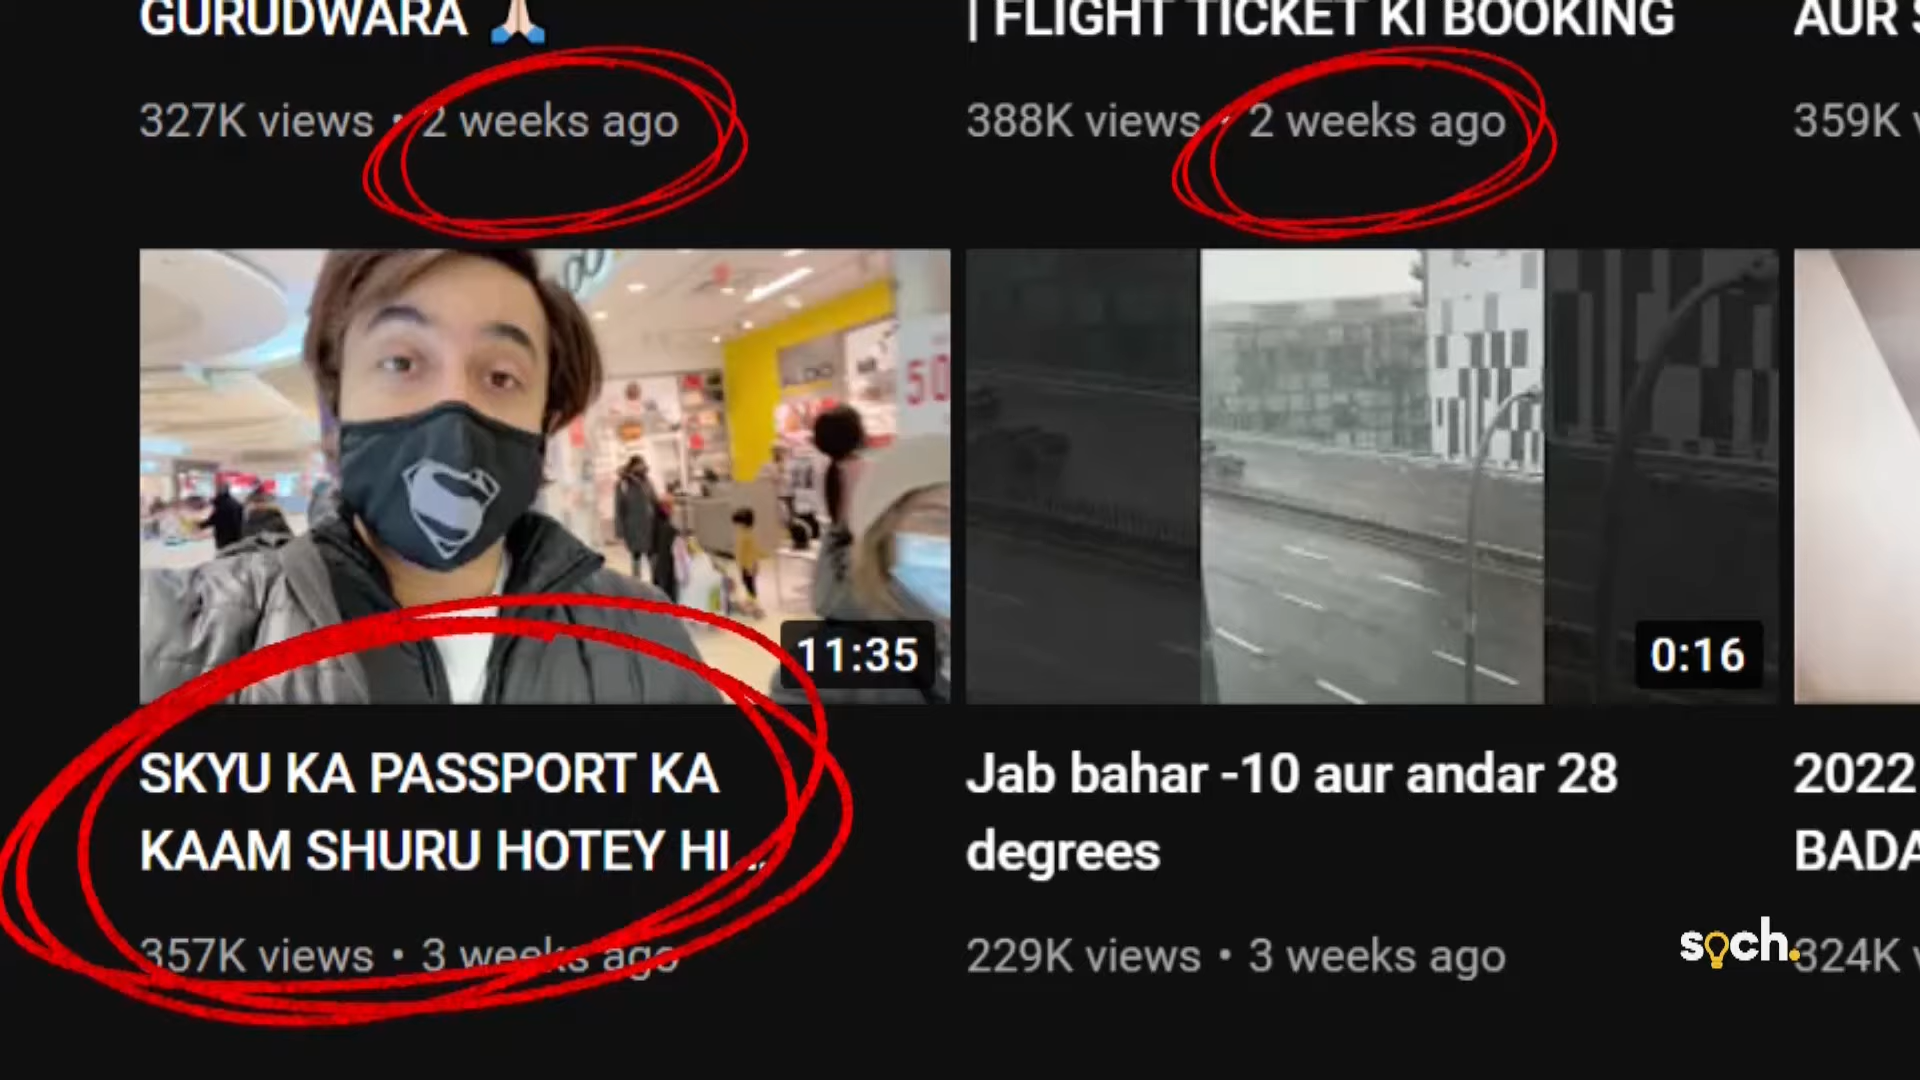 GURUDWARA 🙏🏻
| FLIGHT TICKET KI BOOKING
AUR
327K views • 2 weeks ago
388K views • 2 weeks ago
359K
50
11:35
0:16
SKYU KA PASSPORT KA
KAAM SHURU HOTEY HI...
Jab bahar -10 aur andar 28
degrees
2022
BADA
357K views • 3 weeks ago
229K views • 3 weeks ago
324K
soch.